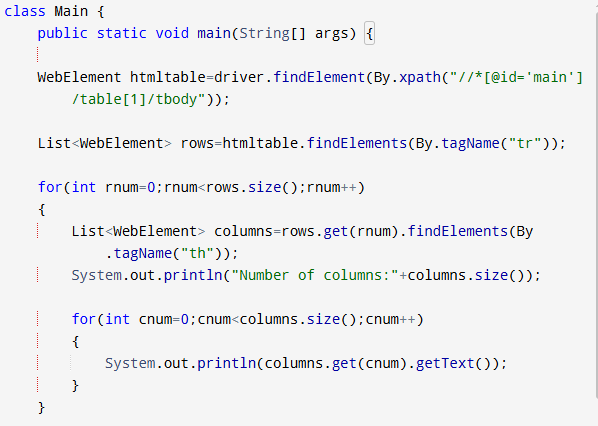 class Main {
    public static void main(String[] args) {

    WebElement htmltable=driver.findElement(By.xpath("//*[@id='main']
        /table[1]/tbody"));

    List<WebElement> rows=htmltable.findElements(By.tagName("tr"));

    for(int rnum=0;rnum<rows.size();rnum++)
    {
        List<WebElement> columns=rows.get(rnum).findElements(By
            .tagName("th"));
        System.out.println("Number of columns:"+columns.size());

        for(int cnum=0;cnum<columns.size();cnum++)
        {
            System.out.println(columns.get(cnum).getText());
        }
    }